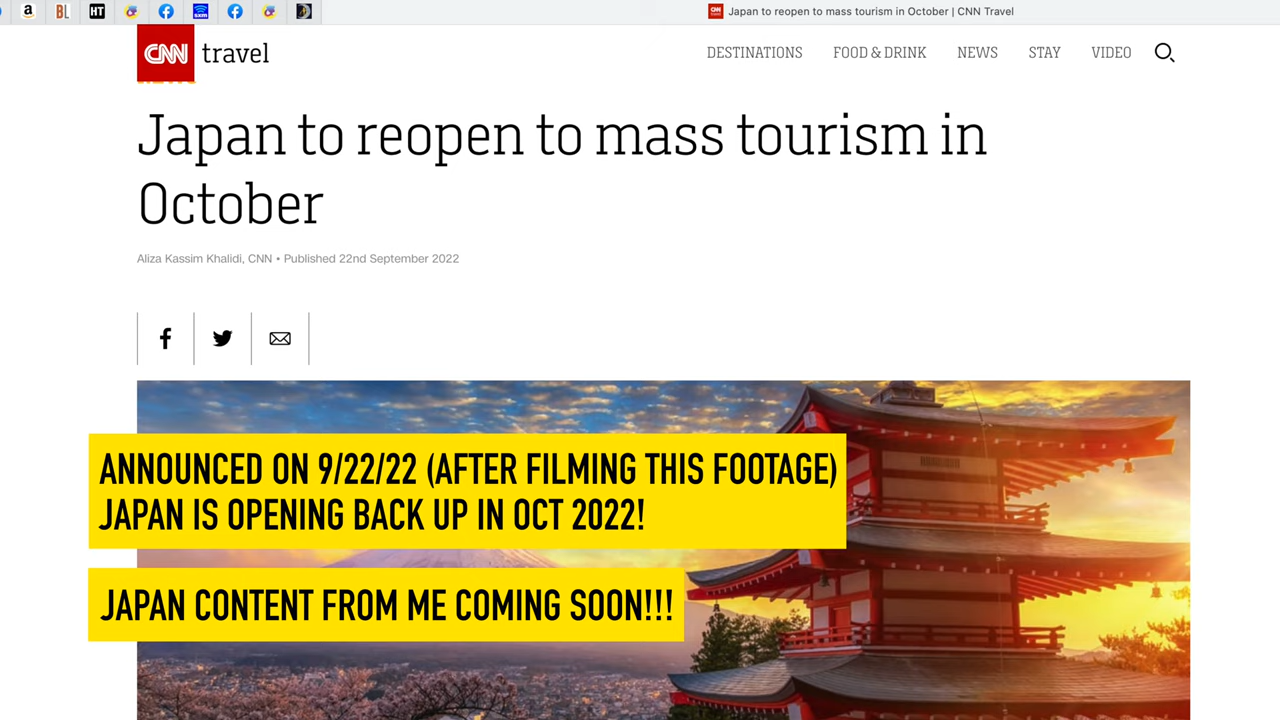 a BL HT sxm
Japan to reopen to mass tourism in October | CNN Travel
CNN travel
DESTINATIONS FOOD & DRINK NEWS STAY VIDEO
Japan to reopen to mass tourism in
October
Aliza Kassim Khalidi, CNN • Published 22nd September 2022
ANNOUNCED ON 9/22/22 (AFTER FILMING THIS FOOTAGE)
JAPAN IS OPENING BACK UP IN OCT 2022!
JAPAN CONTENT FROM ME COMING SOON!!!